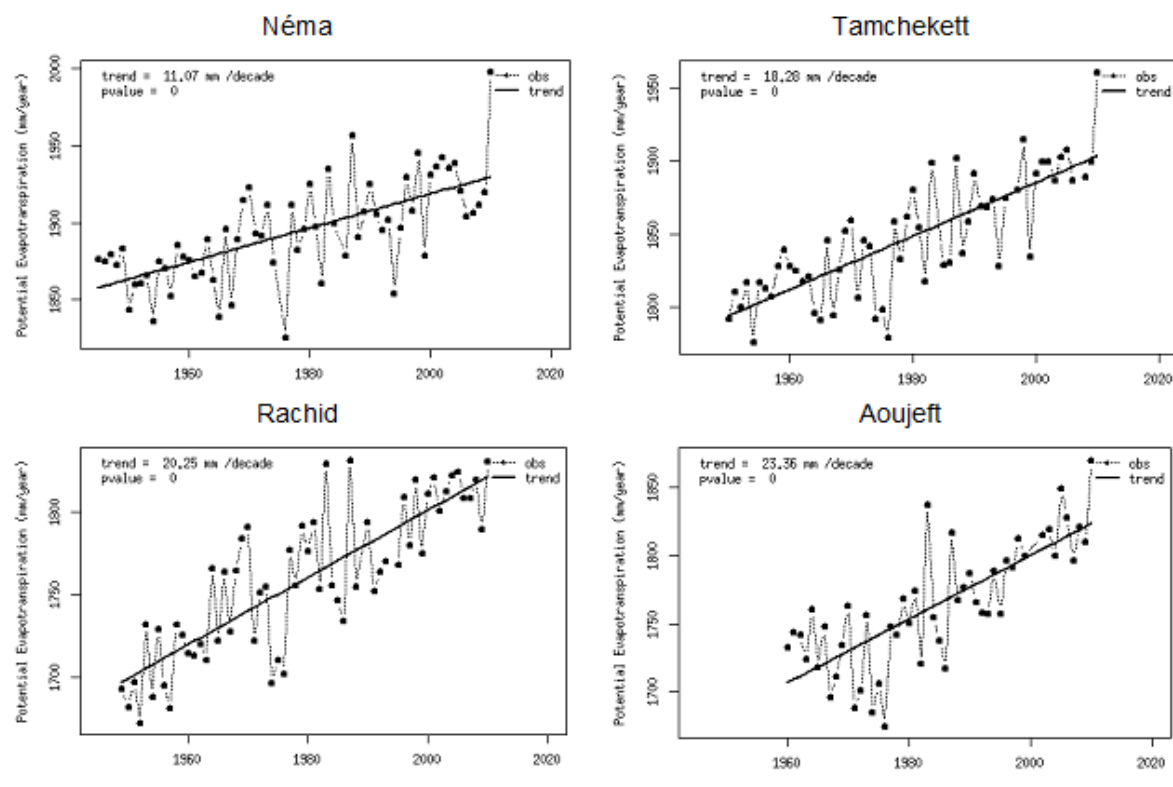 Néma
trend = 11.07 mm /decade
pvalue = 0
obs
trend
Potential Evapotranspiration (mm/year)
2000
1950
1900
1850
1960
1980
2000
2020
Tamchekett
trend = 18.28 mm /decade
pvalue = 0
obs
trend
Potential Evapotranspiration (mm/year)
1950
1900
1850
1800
1960
1980
2000
2020
Rachid
trend = 20.25 mm /decade
pvalue = 0
obs
trend
Potential Evapotranspiration (mm/year)
1800
1750
1700
1960
1980
2000
2020
Aoujeft
trend = 23.36 mm /decade
pvalue = 0
obs
trend
Potential Evapotranspiration (mm/year)
1850
1800
1750
1700
1960
1980
2000
2020